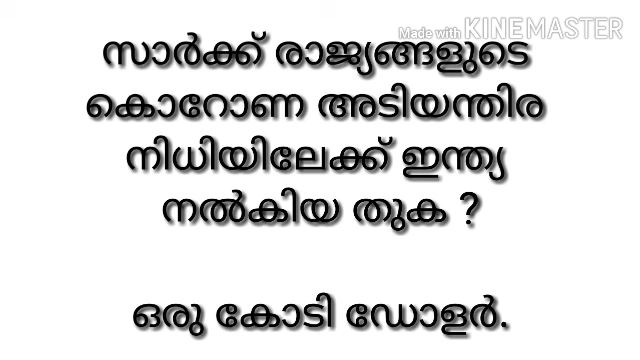 Made with KINEMASTER
സാർക്ക് രാജ്യങ്ങളുടെ
കൊറോണ അടിയന്തിര
നിധിയിലേക്ക് ഇന്ത്യ
നൽകിയ തുക ?
ഒരു കോടി ഡോളർ.